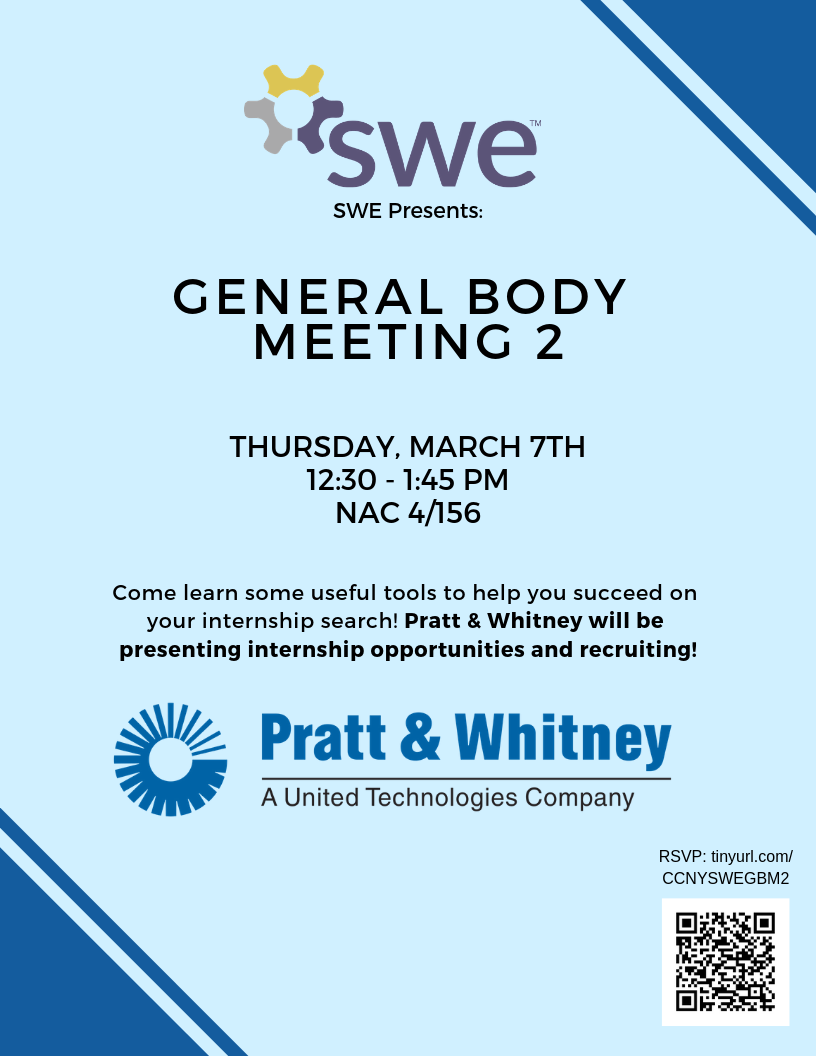 swe™
SWE Presents:
GENERAL BODY
MEETING 2
THURSDAY, MARCH 7TH
12:30 - 1:45 PM
NAC 4/156
Come learn some useful tools to help you succeed on
your internship search! Pratt & Whitney will be
presenting internship opportunities and recruiting!
Pratt & Whitney
A United Technologies Company
RSVP: tinyurl.com/
CCNYSWEGBM2